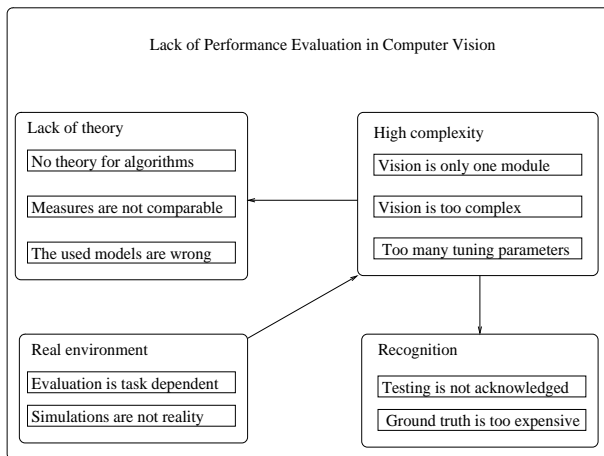 Lack of Performance Evaluation in Computer Vision
Lack of theory
No theory for algorithms
Measures are not comparable
The used models are wrong
High complexity
Vision is only one module
Vision is too complex
Too many tuning parameters
Real environment
Evaluation is task dependent
Simulations are not reality
Recognition
Testing is not acknowledged
Ground truth is too expensive